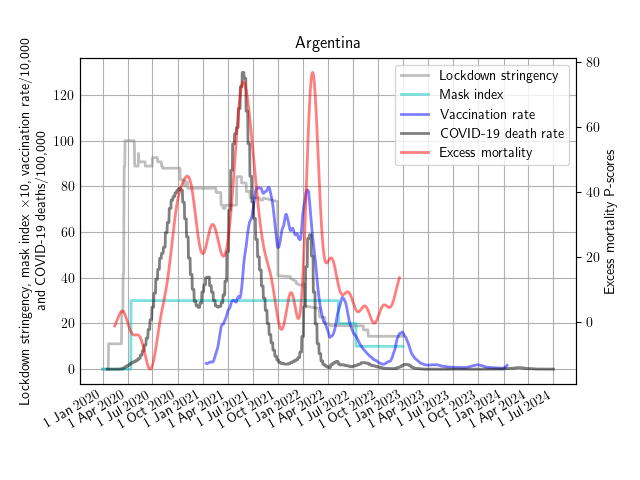 Argentina
Lockdown stringency, mask index ×10, vaccination rate/10,000
and COVID-19 deaths/100,000
0
20
40
60
80
100
120
Lockdown stringency
Mask index
Vaccination rate
COVID-19 death rate
Excess mortality
80
60
40
20
0
Excess mortality P-scores
1 Jan 2020
1 Apr 2020
1 Jul 2020
1 Oct 2020
1 Jan 2021
1 Apr 2021
1 Jul 2021
1 Oct 2021
1 Jan 2022
1 Apr 2022
1 Jul 2022
1 Oct 2022
1 Jan 2023
1 Apr 2023
1 Jul 2023
1 Oct 2023
1 Jan 2024
1 Apr 2024
1 Jul 2024